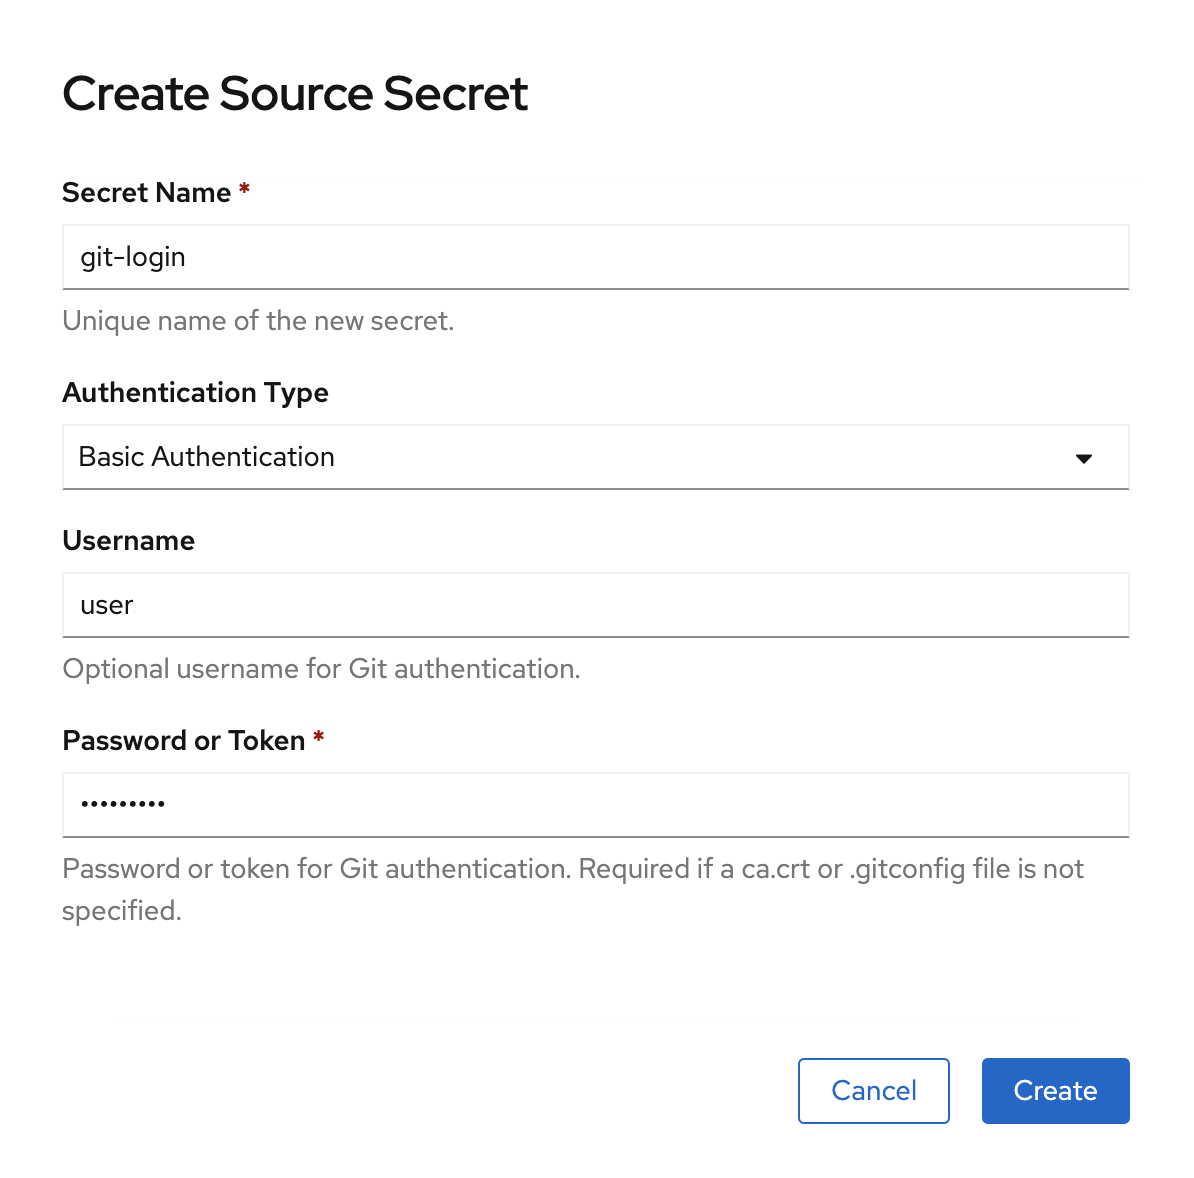 Create Source Secret
Secret Name *
git-login
Unique name of the new secret.
Authentication Type
Basic Authentication
Username
user
Optional username for Git authentication.
Password or Token *
•••••••••
Password or token for Git authentication. Required if a ca.crt or .gitconfig file is not
specified.
Cancel Create